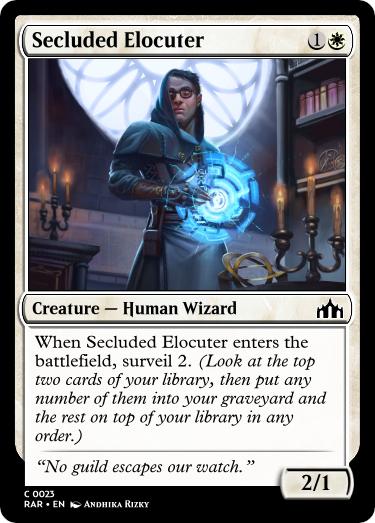 Secluded Elocuter 1
Creature — Human Wizard
When Secluded Elocuter enters the
battlefield, surveil 2. (Look at the top
two cards of your library, then put any
number of them into your graveyard and
the rest on top of your library in any
order.)
“No guild escapes our watch.”
2/1
C 0023
RAR • EN Andhika Rizky